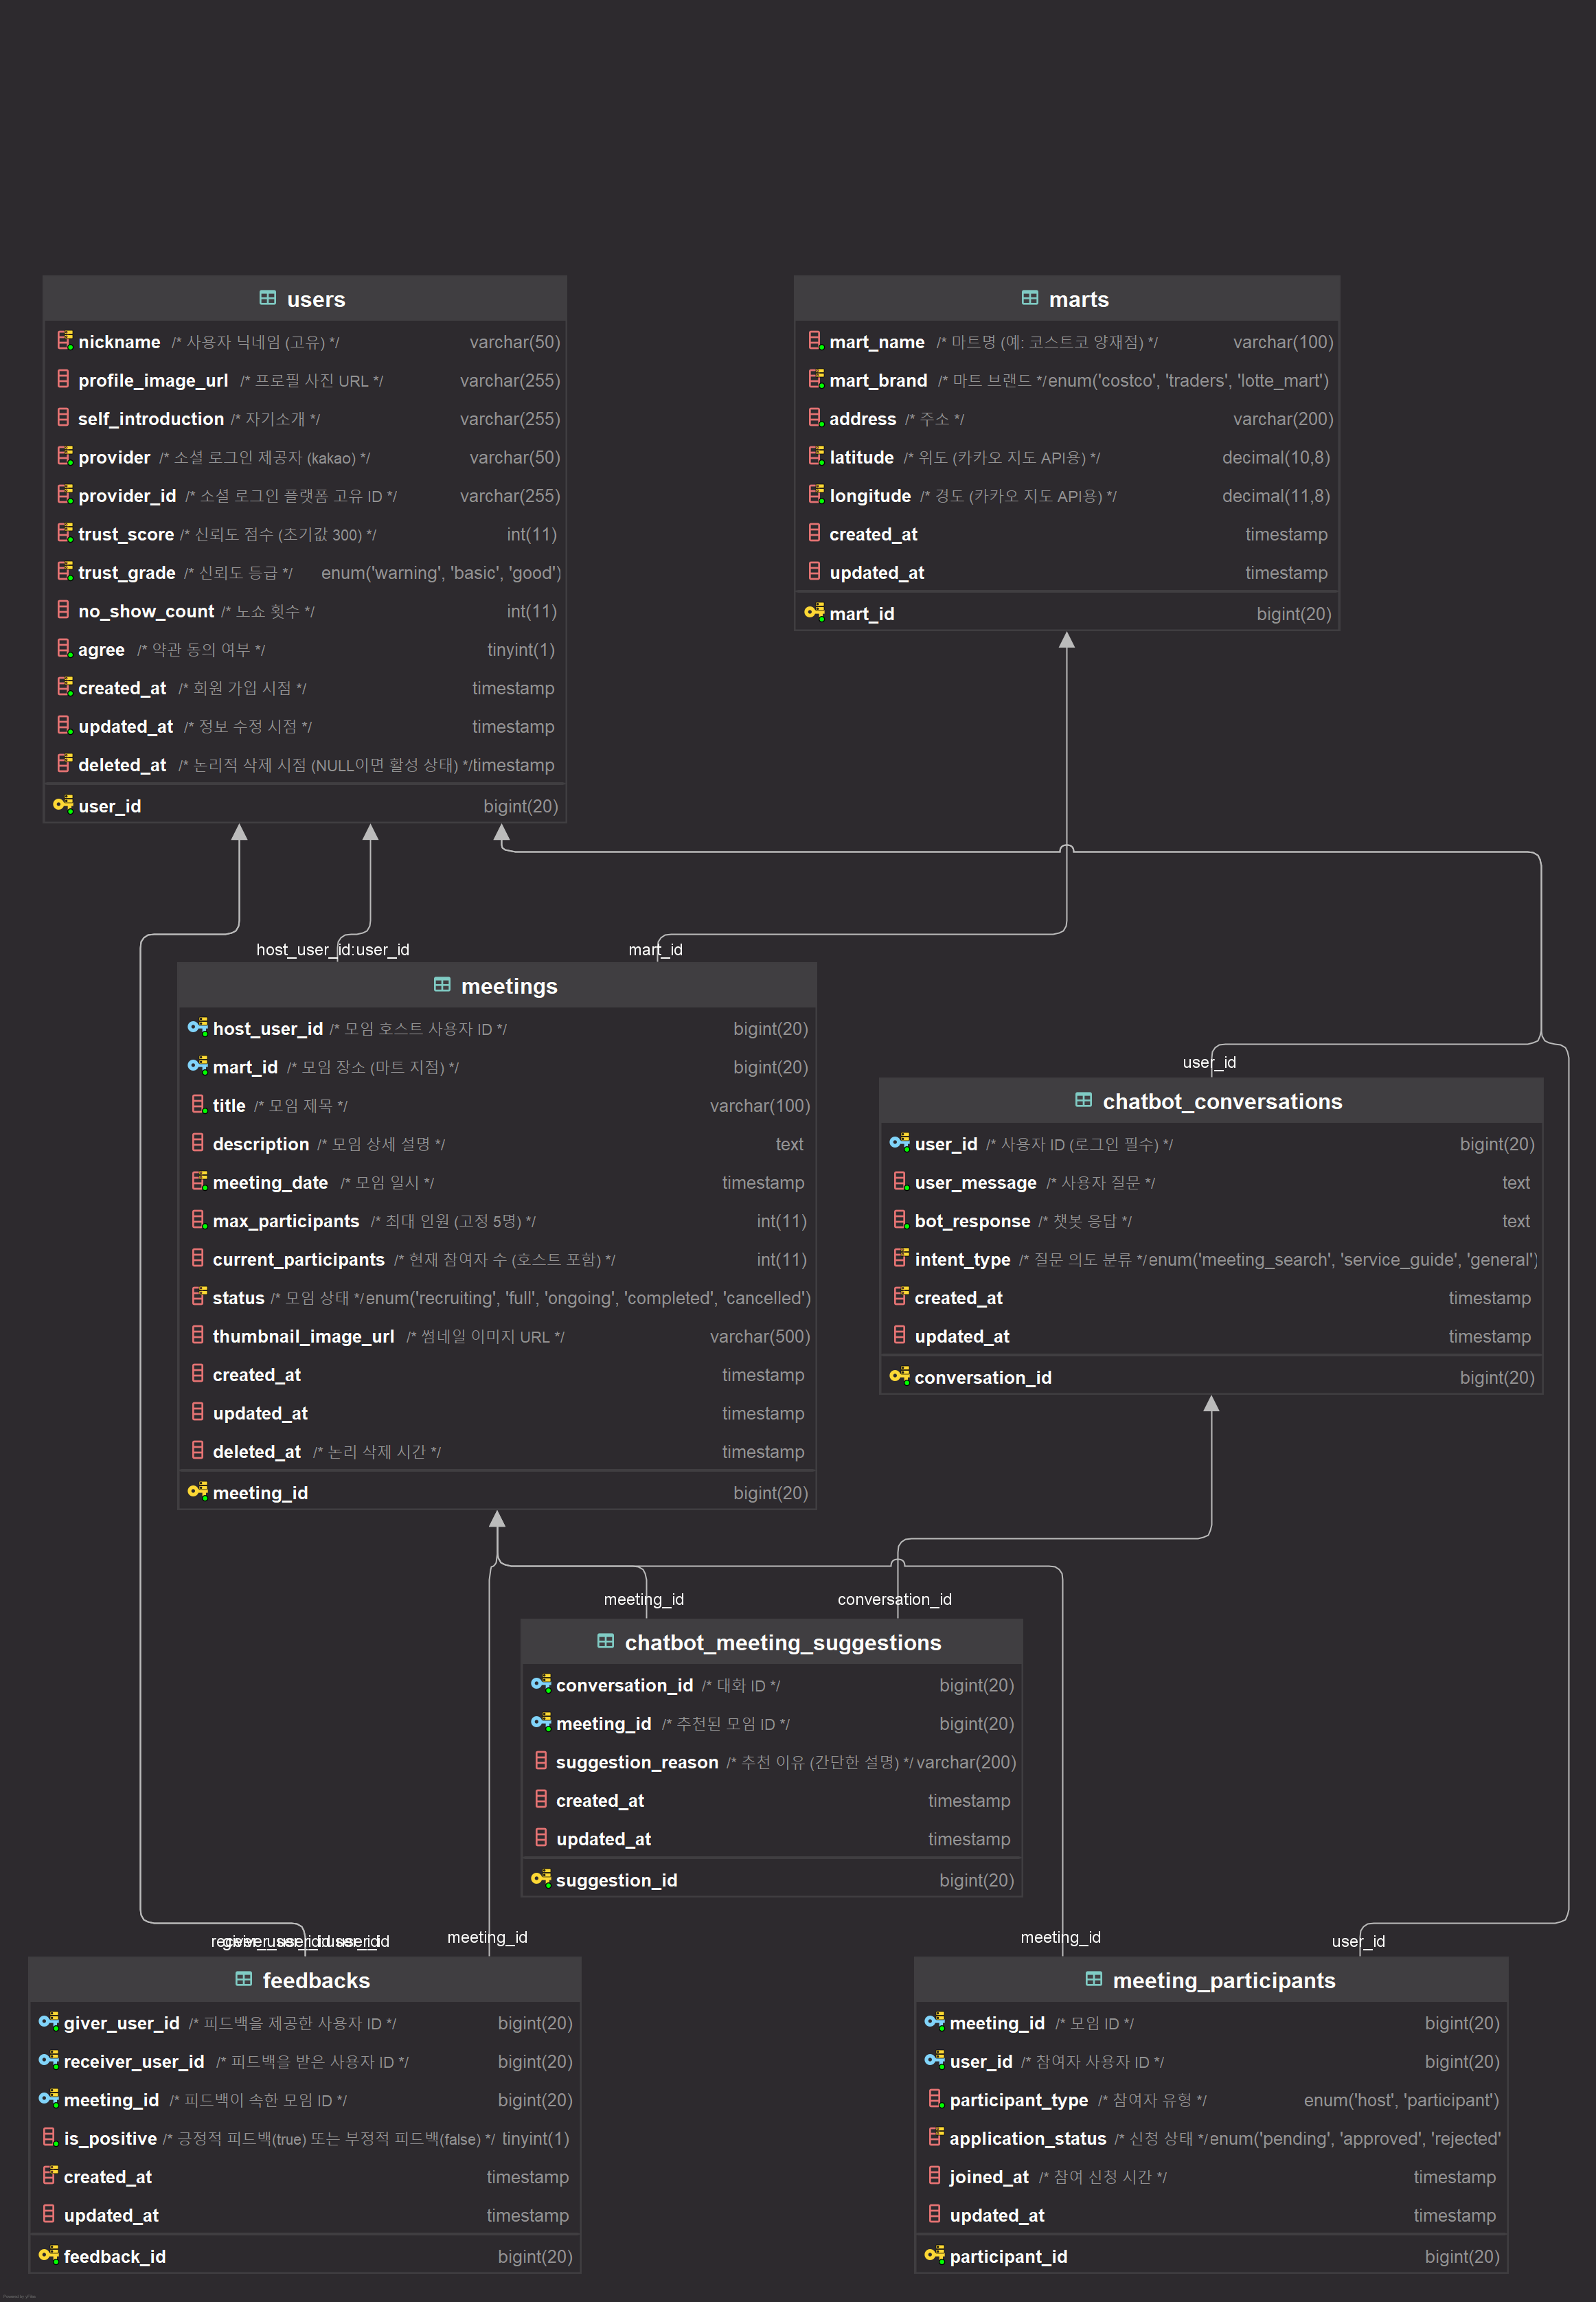 users
nickname /* 사용자 닉네임 (고유) */ varchar(50)
profile_image_url /* 프로필 사진 URL */ varchar(255)
self_introduction /* 자기소개 */ varchar(255)
provider /* 소셜 로그인 제공자 (kakao) */ varchar(50)
provider_id /* 소셜 로그인 플랫폼 고유 ID */ varchar(255)
trust_score /* 신뢰도 점수 (초기값 300) */ int(11)
trust_grade /* 신뢰도 등급 */ enum('warning', 'basic', 'good')
no_show_count /* 노쇼 횟수 */ int(11)
agree /* 약관 동의 여부 */ tinyint(1)
created_at /* 회원 가입 시점 */ timestamp
updated_at /* 정보 수정 시점 */ timestamp
deleted_at /* 논리적 삭제 시점 (NULL이면 활성 상태) */ timestamp
user_id bigint(20)
marts
mart_name /* 마트명 (예: 코스트코 양재점) */ varchar(100)
mart_brand /* 마트 브랜드 */ enum('costco', 'traders', 'lotte_mart')
address /* 주소 */ varchar(200)
latitude /* 위도 (카카오 지도 API용) */ decimal(10,8)
longitude /* 경도 (카카오 지도 API용) */ decimal(11,8)
created_at timestamp
updated_at timestamp
mart_id bigint(20)
host_user_id:user_id
mart_id
meetings
host_user_id /* 모임 호스트 사용자 ID */ bigint(20)
mart_id /* 모임 장소 (마트 지점) */ bigint(20)
title /* 모임 제목 */ varchar(100)
description /* 모임 상세 설명 */ text
meeting_date /* 모임 일시 */ timestamp
max_participants /* 최대 인원 (고정 5명) */ int(11)
current_participants /* 현재 참여자 수 (호스트 포함) */ int(11)
status /* 모임 상태 */ enum('recruiting', 'full', 'ongoing', 'completed', 'cancelled')
thumbnail_image_url /* 썸네일 이미지 URL */ varchar(500)
created_at timestamp
updated_at timestamp
deleted_at /* 논리 삭제 시간 */ timestamp
meeting_id bigint(20)
user_id
chatbot_conversations
user_id /* 사용자 ID (로그인 필수) */ bigint(20)
user_message /* 사용자 질문 */ text
bot_response /* 챗봇 응답 */ text
intent_type /* 질문 의도 분류 */ enum('meeting_search', 'service_guide', 'general')
created_at timestamp
updated_at timestamp
conversation_id bigint(20)
meeting_id
conversation_id
chatbot_meeting_suggestions
conversation_id /* 대화 ID */ bigint(20)
meeting_id /* 추천된 모임 ID */ bigint(20)
suggestion_reason /* 추천 이유 (간단한 설명) */ varchar(200)
created_at timestamp
updated_at timestamp
suggestion_id bigint(20)
meeting_id
feedbacks
giver_user_id /* 피드백을 제공한 사용자 ID */ bigint(20)
receiver_user_id /* 피드백을 받은 사용자 ID */ bigint(20)
meeting_id /* 피드백이 속한 모임 ID */ bigint(20)
is_positive /* 긍정적 피드백(true) 또는 부정적 피드백(false) */ tinyint(1)
created_at timestamp
updated_at timestamp
feedback_id bigint(20)
meeting_id
user_id
meeting_participants
meeting_id /* 모임 ID */ bigint(20)
user_id /* 참여자 사용자 ID */ bigint(20)
participant_type /* 참여자 유형 */ enum('host', 'participant')
application_status /* 신청 상태 */ enum('pending', 'approved', 'rejected'
joined_at /* 참여 신청 시간 */ timestamp
updated_at timestamp
participant_id bigint(20)